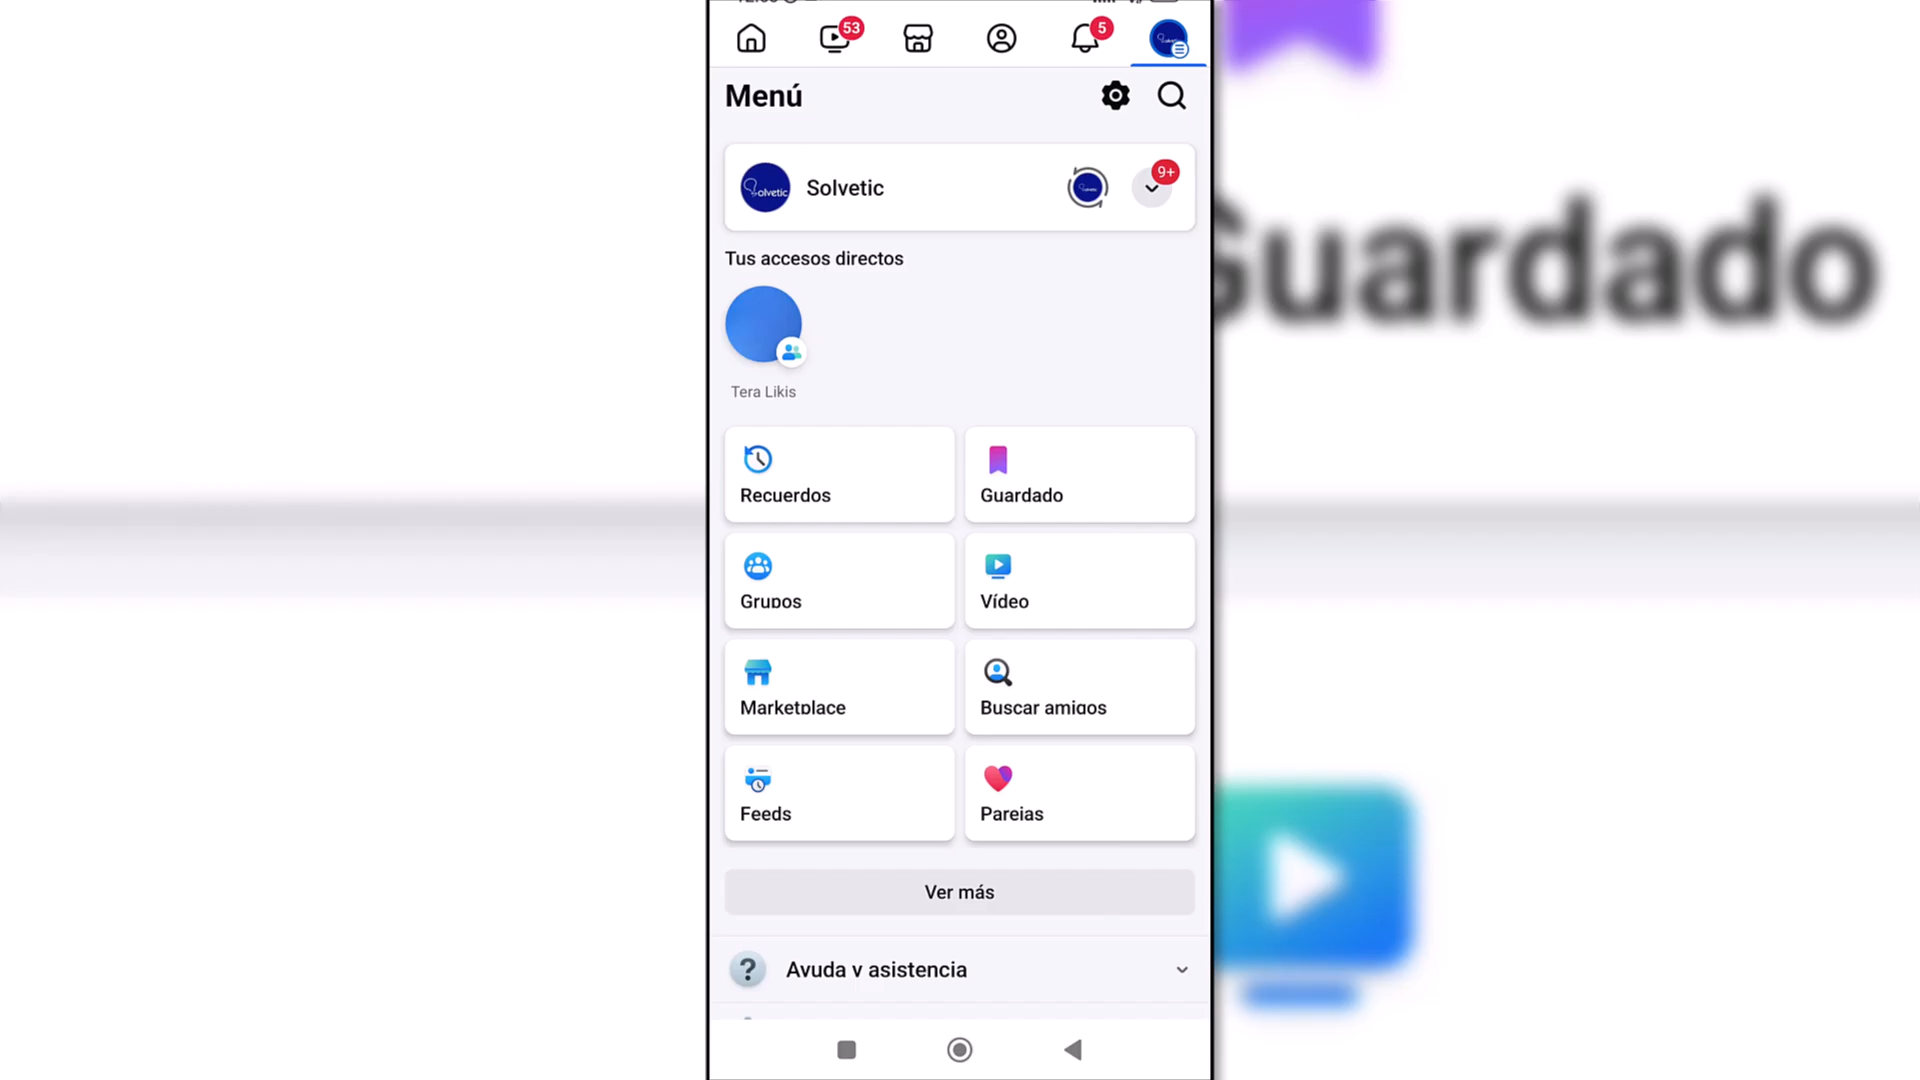 53
5
Menú
Solvetic
Solvetic
9+
Tus accesos directos
Tera Likis
Recuerdos
Guardado
Grupos
Vídeo
Marketplace
Buscar amigos
Feeds
Parejas
Ver más
? Ayuda y asistencia
Guardado